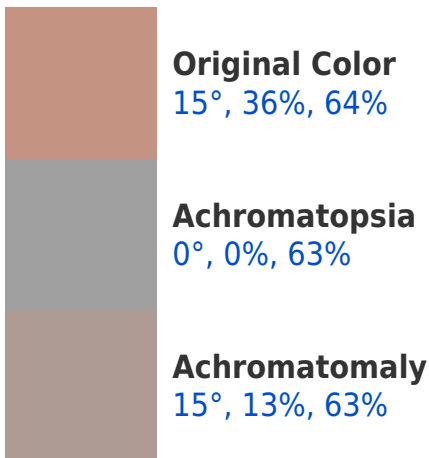 Original Color
15°, 36%, 64%
Achromatopsia
0°, 0%, 63%
Achromatomaly
15°, 13%, 63%